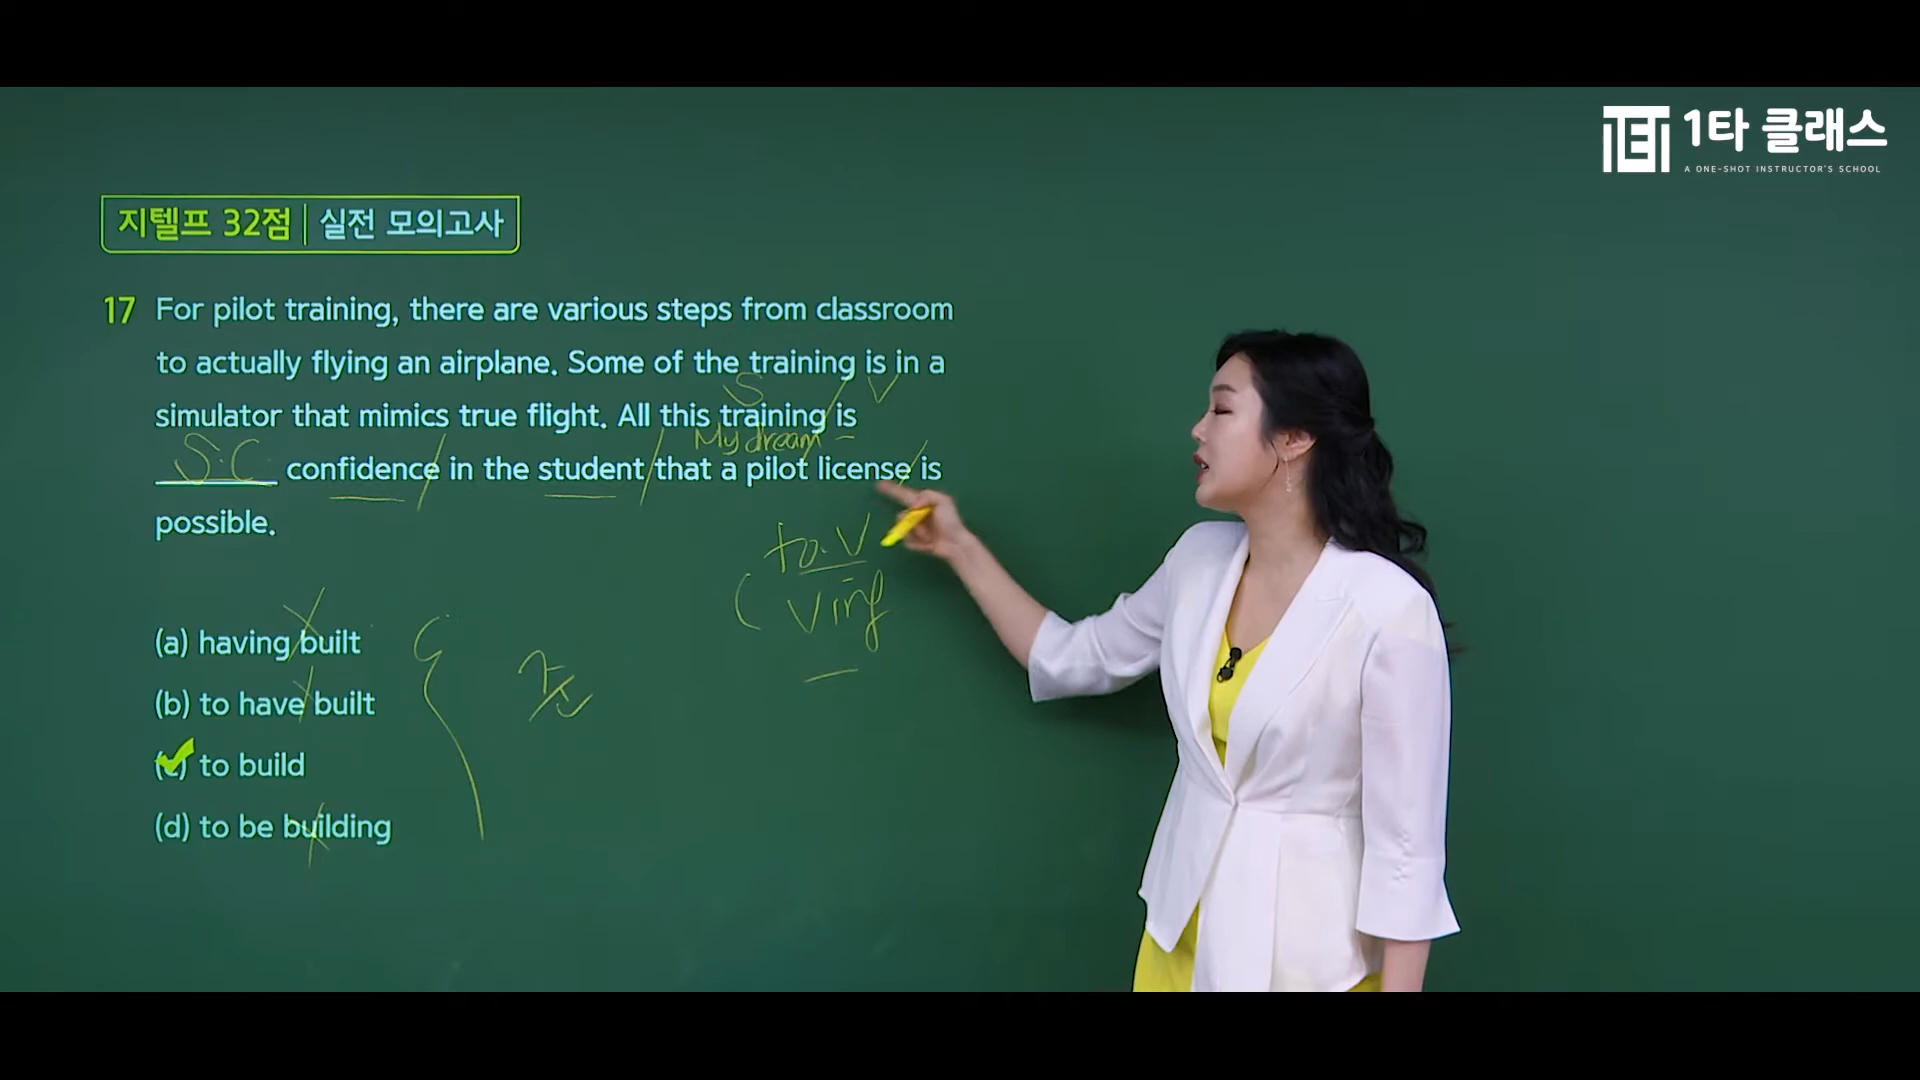 1타 클래스
A ONE-SHOT INSTRUCTOR'S SCHOOL
지텔프 32점 | 실전 모의고사
17 For pilot training, there are various steps from classroom
to actually flying an airplane. Some of the training is in a
S V
simulator that mimics true flight. All this training is
S.C My dream -
________ confidence in the student that a pilot license is
possible.
to V
Ving
(a) having built
(b) to have built
(c) to build
(d) to be building
준